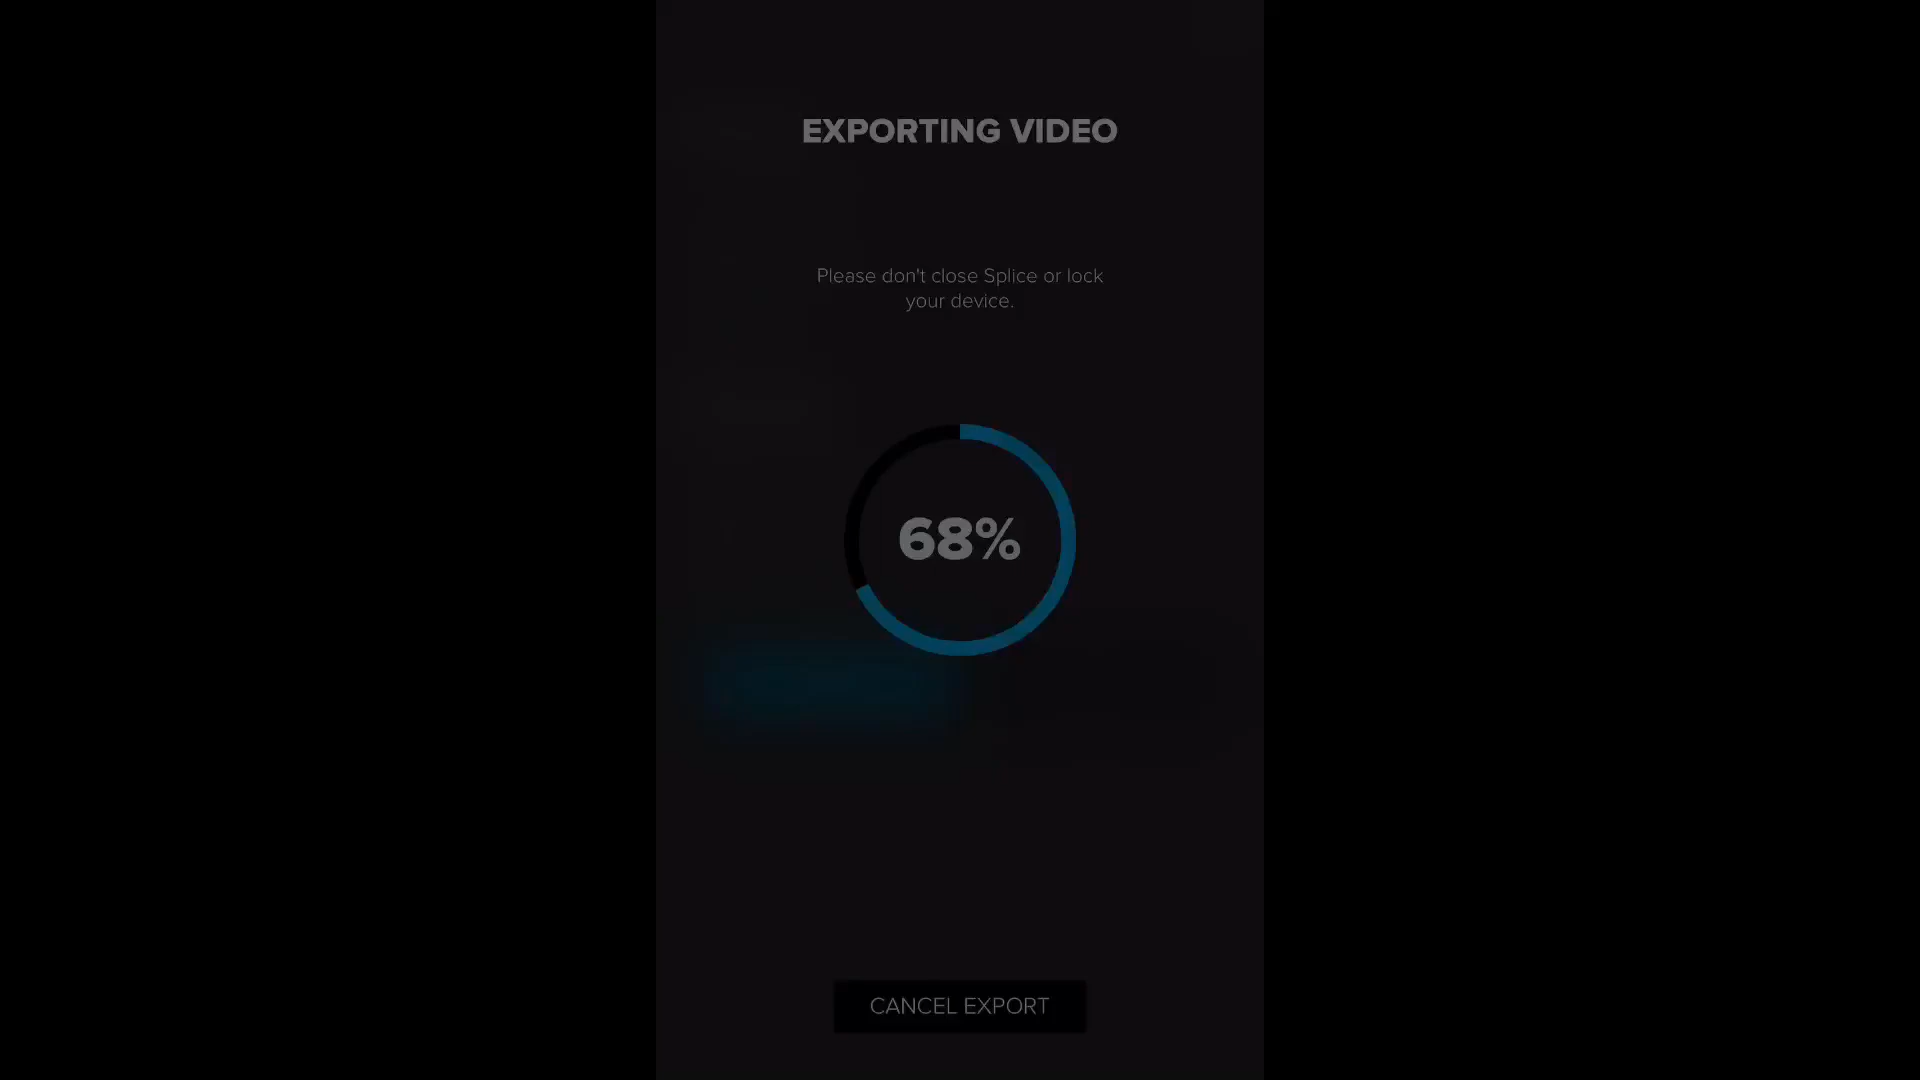 EXPORTING VIDEO
Please don't close Splice or lock
your device.
68%
CANCEL EXPORT